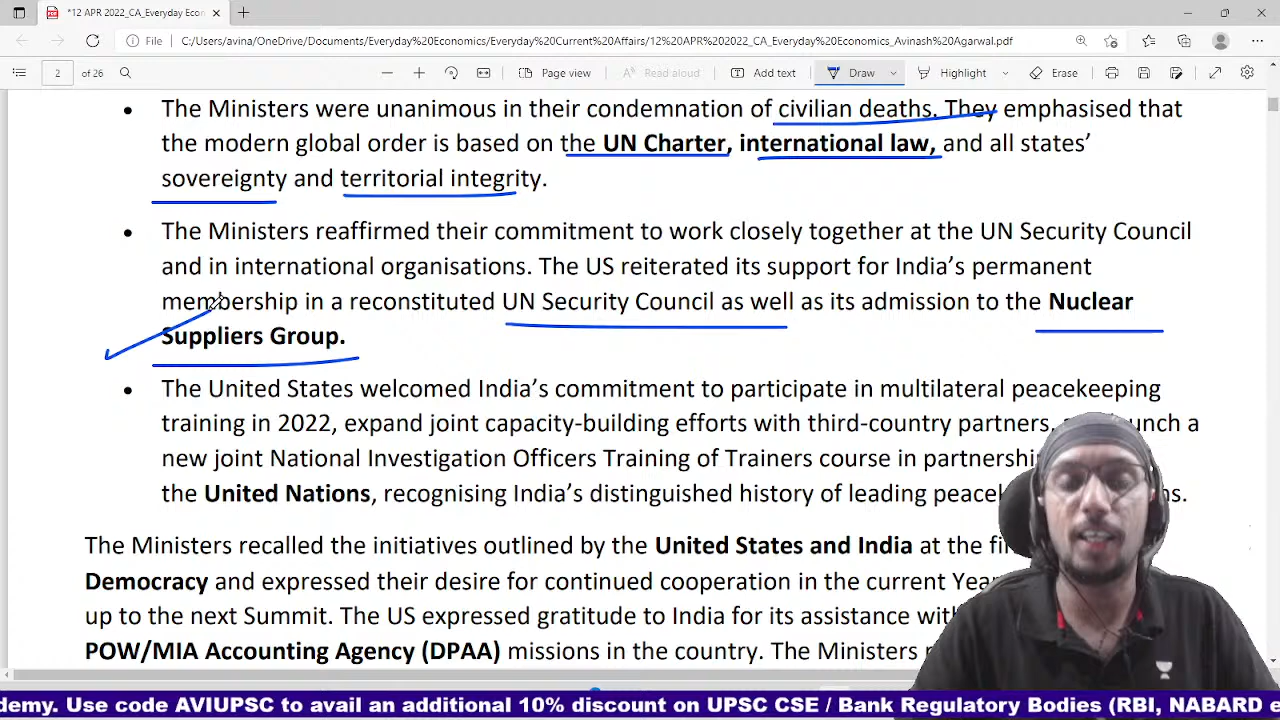 *12 APR 2022_CA_Everyday Econ
File C:/Users/avina/OneDrive/Documents/Everyday%20Economics/Everyday%20Current%20Affairs/12%20APR%202022_CA_Everyday%20Economics_Avinash%20Agarwal.pdf
2 of 26 Page view Read aloud Add text Draw Highlight Erase
• The Ministers were unanimous in their condemnation of civilian deaths. They emphasised that
the modern global order is based on the UN Charter, international law, and all states’
sovereignty and territorial integrity.
• The Ministers reaffirmed their commitment to work closely together at the UN Security Council
and in international organisations. The US reiterated its support for India’s permanent
membership in a reconstituted UN Security Council as well as its admission to the Nuclear
Suppliers Group.
• The United States welcomed India’s commitment to participate in multilateral peacekeeping
training in 2022, expand joint capacity-building efforts with third-country partners, unch a
new joint National Investigation Officers Training of Trainers course in partnershi
the United Nations, recognising India’s distinguished history of leading peace s.
The Ministers recalled the initiatives outlined by the United States and India at the fi
Democracy and expressed their desire for continued cooperation in the current Yea
up to the next Summit. The US expressed gratitude to India for its assistance wit
POW/MIA Accounting Agency (DPAA) missions in the country. The Ministers r
demy. Use code AVIUPSC to avail an additional 10% discount on UPSC CSE / Bank Regulatory Bodies (RBI, NABARD e